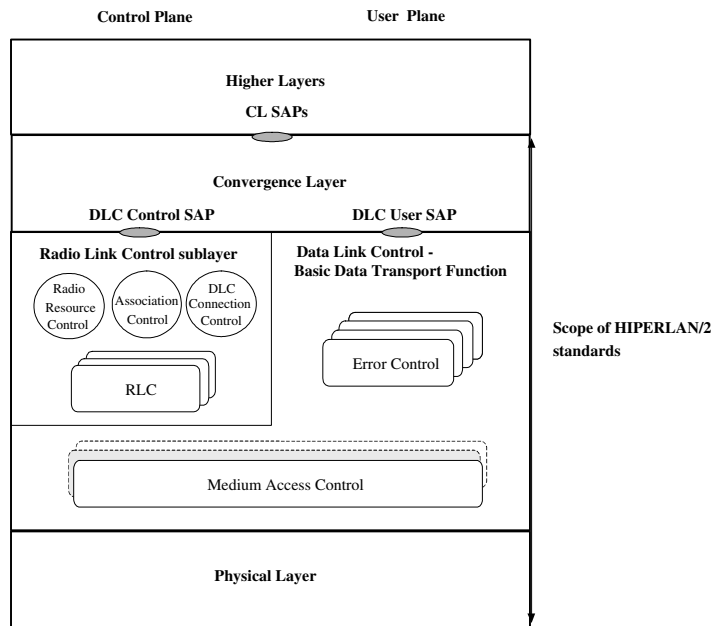 Control Plane
User Plane
Higher Layers
CL SAPs
Convergence Layer
DLC Control SAP
DLC User SAP
Radio Link Control sublayer
Radio
Resource
Control
Association
Control
DLC
Connection
Control
RLC
Data Link Control -
Basic Data Transport Function
Error Control
Scope of HIPERLAN/2
standards
Medium Access Control
Physical Layer